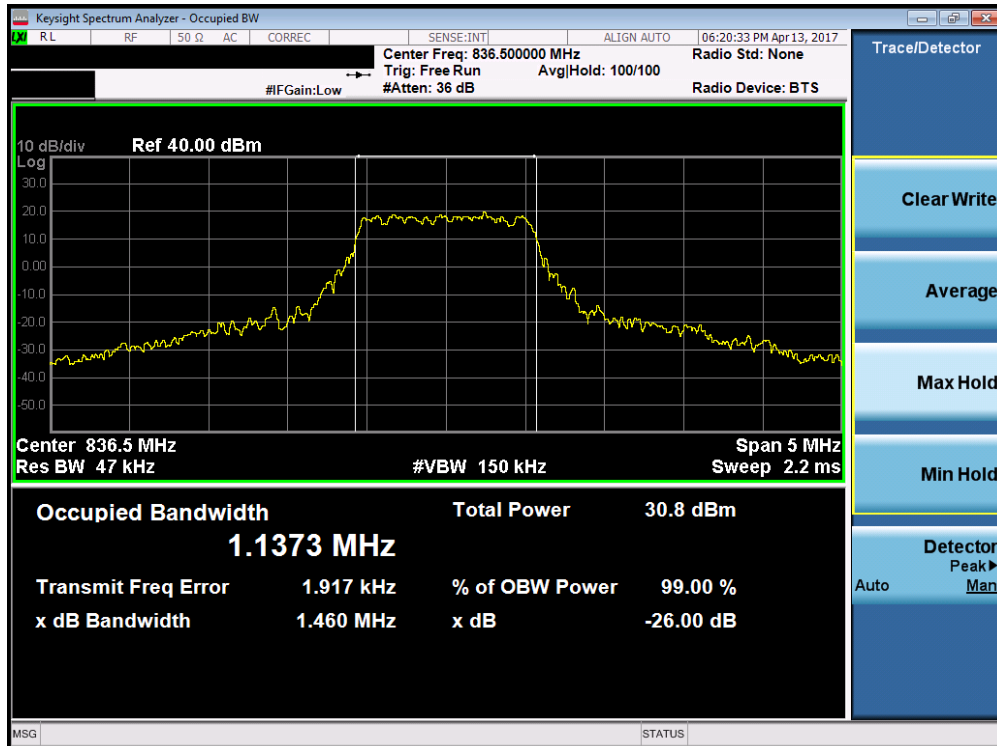 Keysight Spectrum Analyzer - Occupied BW
LXI RL RF 50 Ω AC CORREC SENSE:INT ALIGN AUTO 06:20:33 PM Apr 13, 2017
Center Freq: 836.500000 MHz Radio Std: None
Trig: Free Run Avg|Hold: 100/100
#IFGain:Low #Atten: 36 dB Radio Device: BTS
10 dB/div Ref 40.00 dBm
Log
30.0
20.0
10.0
0.00
-10.0
-20.0
-30.0
-40.0
-50.0
Center 836.5 MHz Span 5 MHz
Res BW 47 kHz #VBW 150 kHz Sweep 2.2 ms
Occupied Bandwidth Total Power 30.8 dBm
1.1373 MHz
Transmit Freq Error 1.917 kHz % of OBW Power 99.00 %
x dB Bandwidth 1.460 MHz x dB -26.00 dB
MSG STATUS
Trace/Detector
Clear Write
Average
Max Hold
Min Hold
Detector
Peak▶
Auto Man